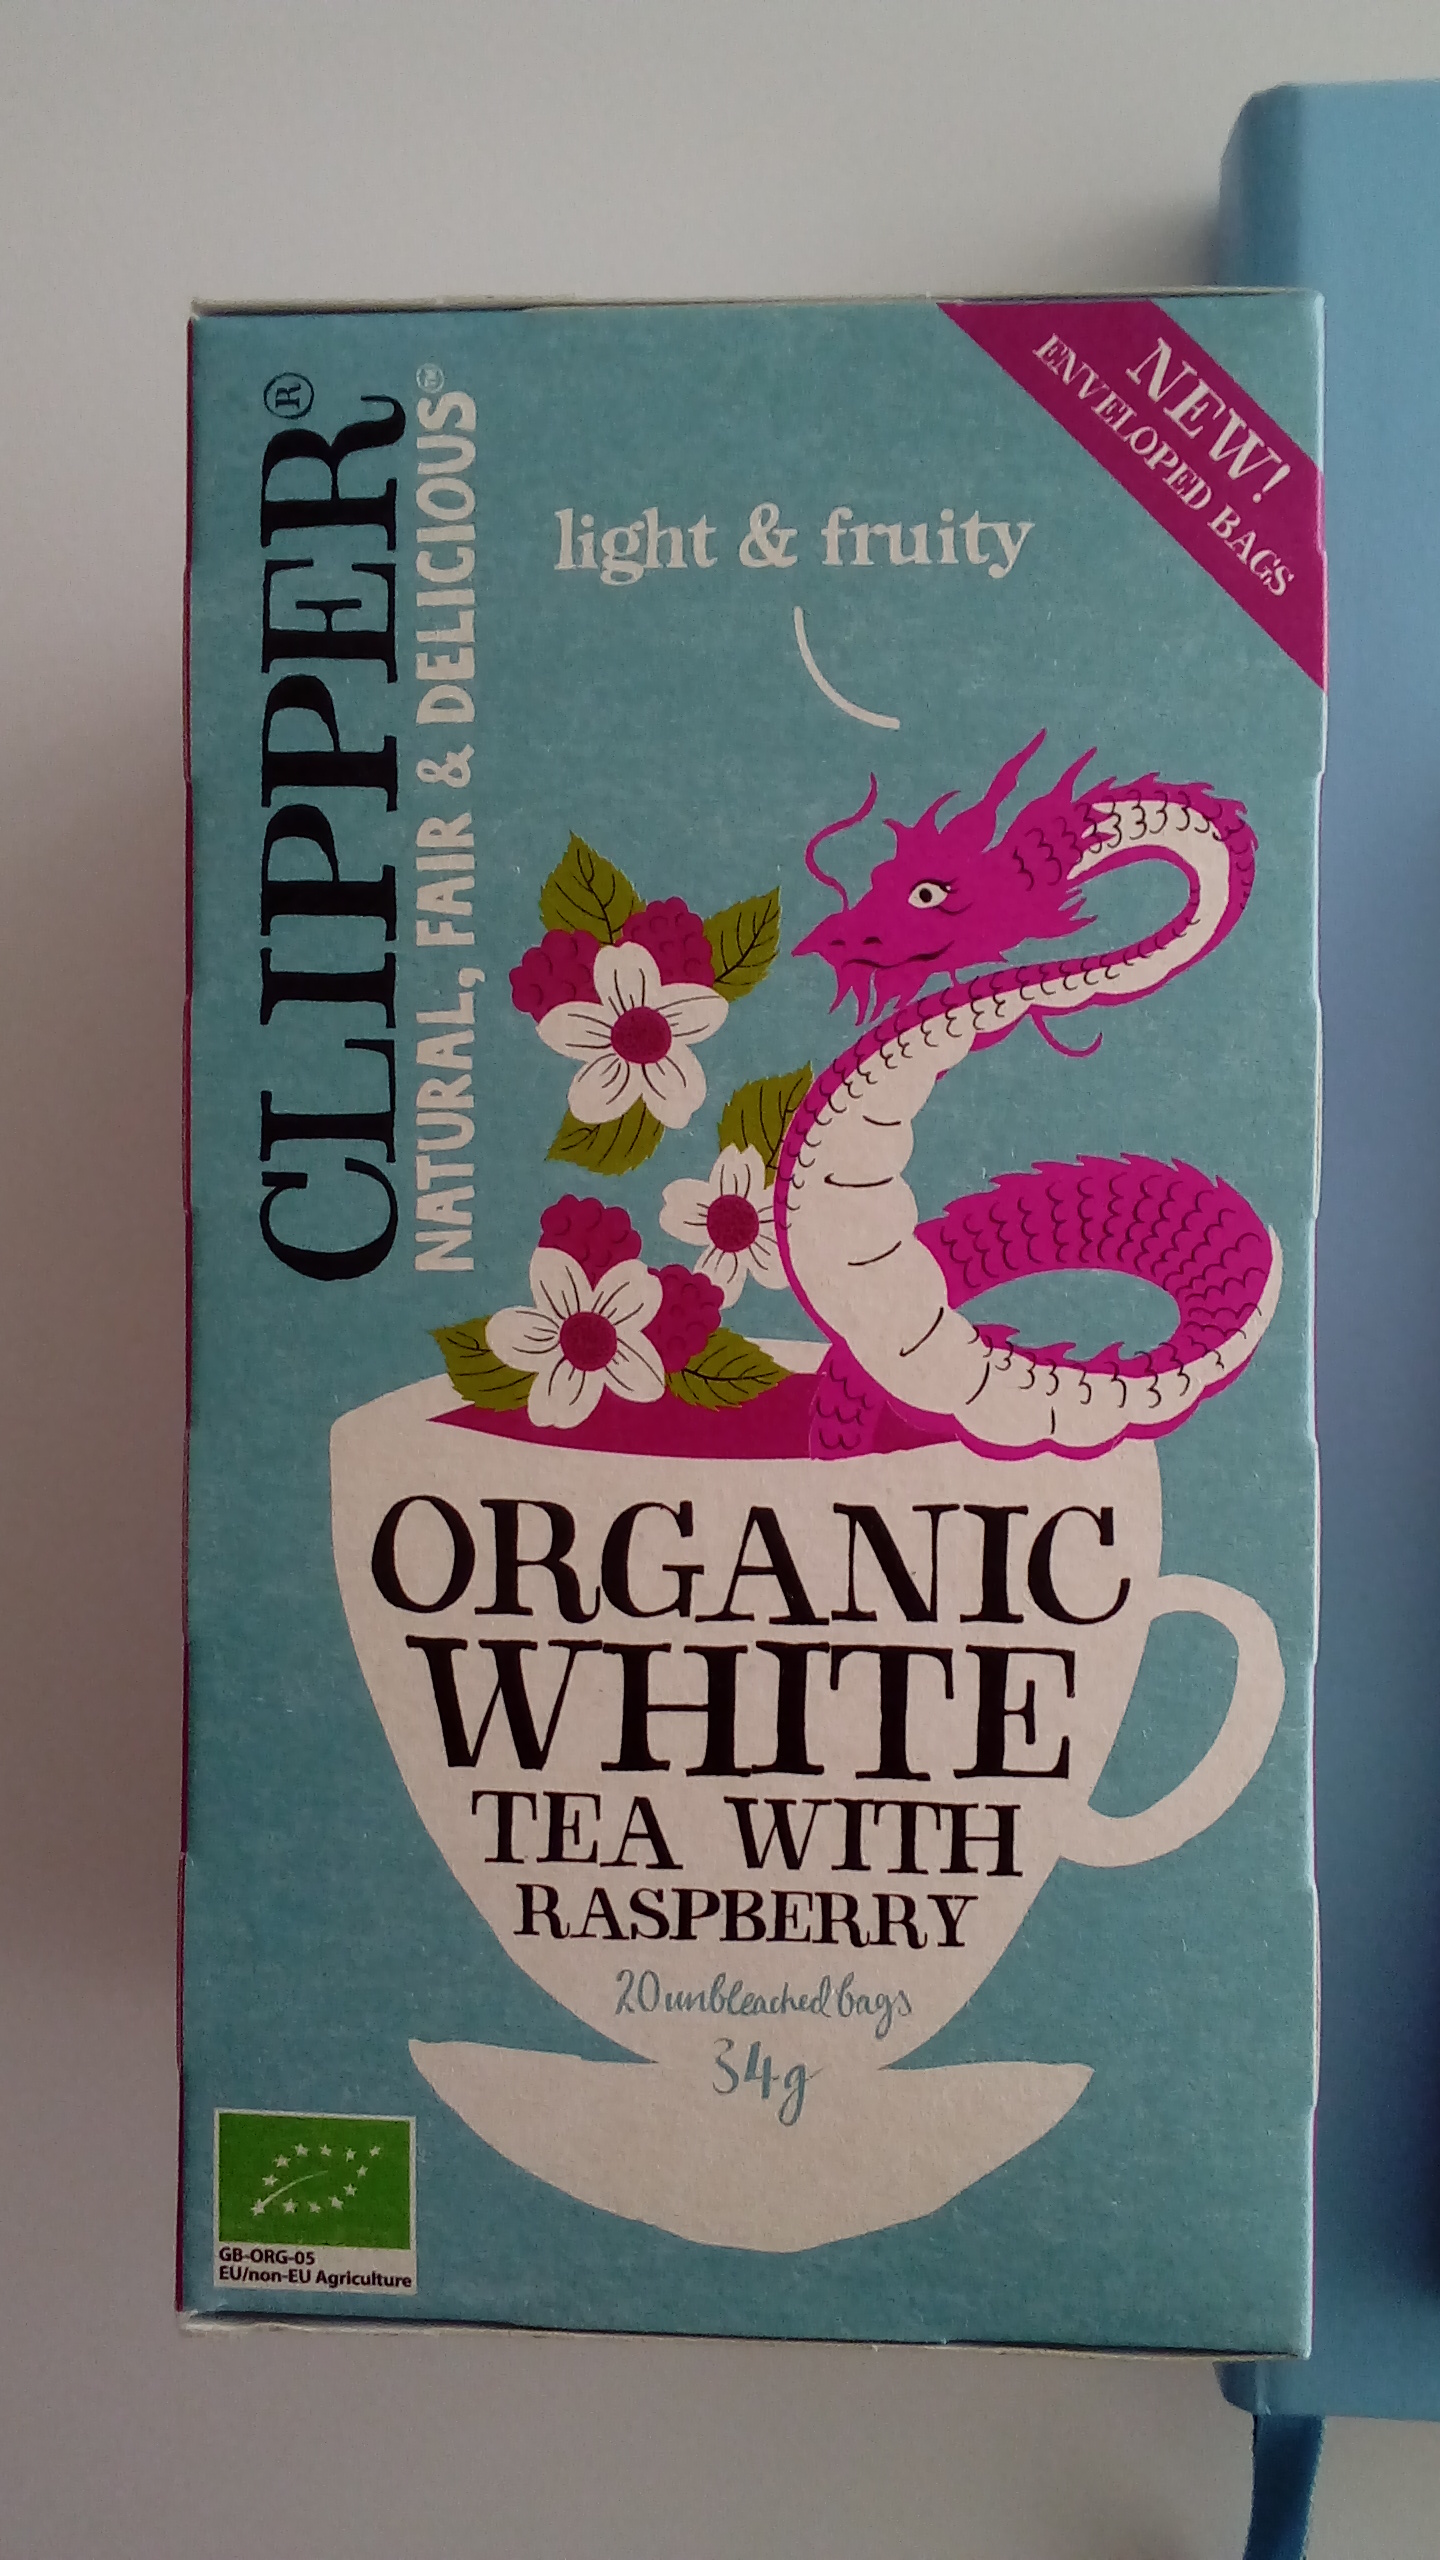 CLIPPER®
NATURAL, FAIR & DELICIOUS™
NEW!
ENVELOPED BAGS
light & fruity
ORGANIC
WHITE
TEA WITH
RASPBERRY
20 unbleached bags
34g
GB-ORG-05
EU/non-EU Agriculture